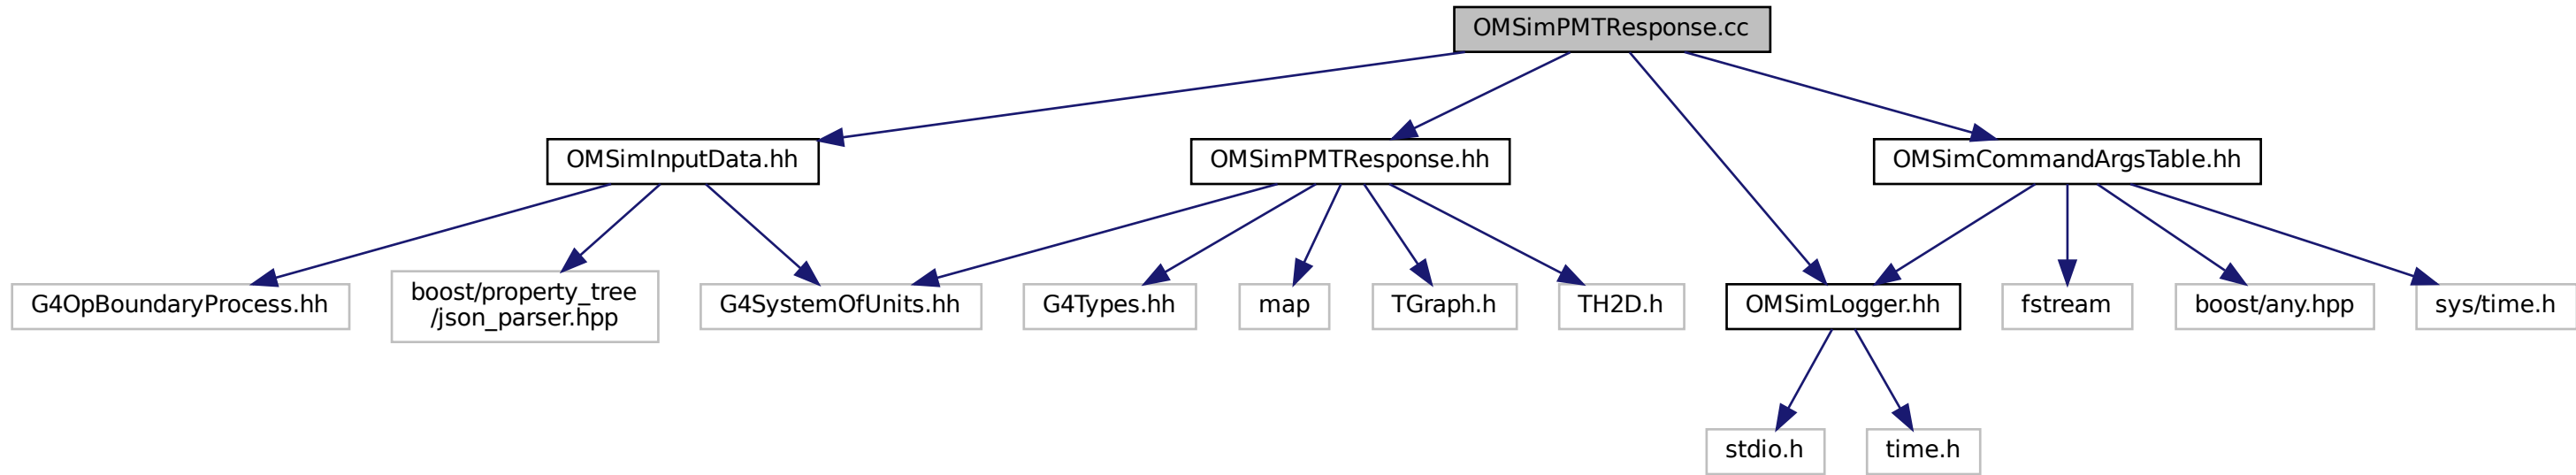 OMSimPMTResponse.cc
OMSimInputData.hh
OMSimPMTResponse.hh
OMSimCommandArgsTable.hh
G4OpBoundaryProcess.hh
boost/property_tree
/json_parser.hpp
G4SystemOfUnits.hh
G4Types.hh
map
TGraph.h
TH2D.h
OMSimLogger.hh
fstream
boost/any.hpp
sys/time.h
stdio.h
time.h